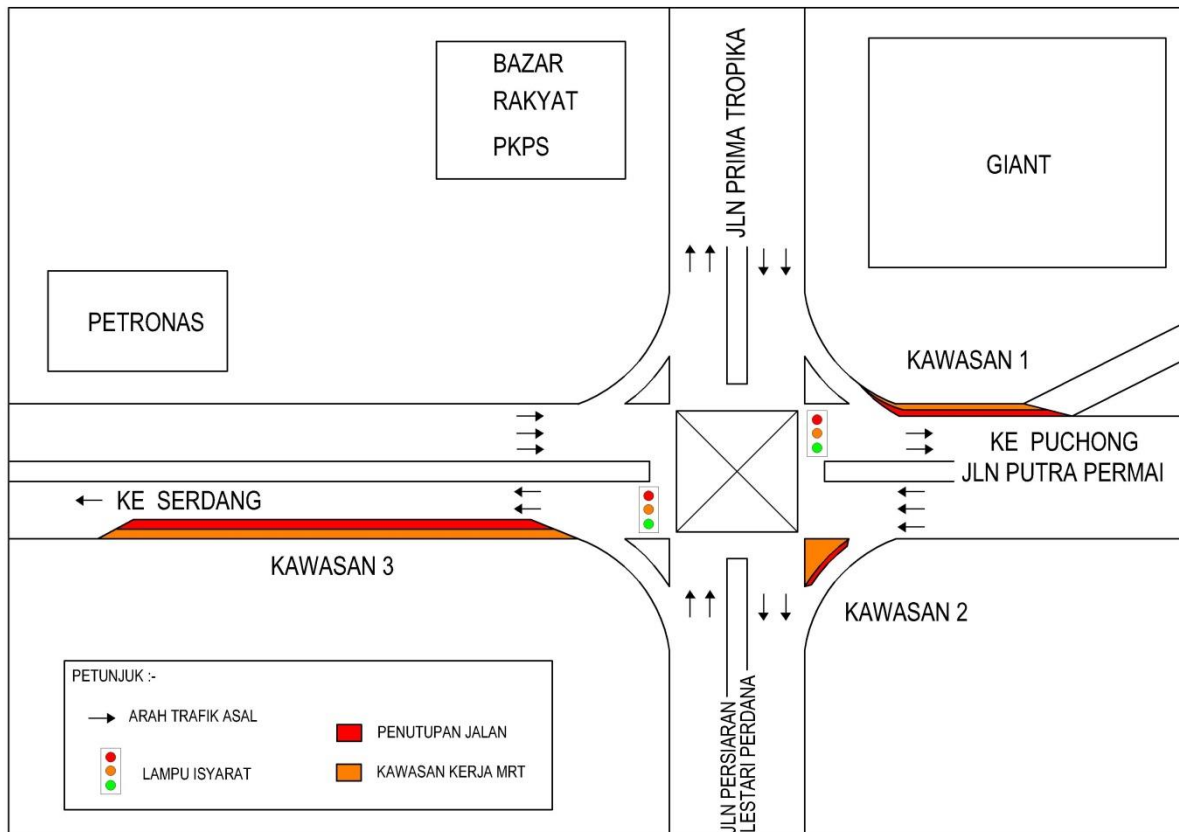 BAZAR
RAKYAT
PKPS
JLN PRIMA TROPIKA
GIANT
PETRONAS
KAWASAN 1
KE PUCHONG
JLN PUTRA PERMAI
KE SERDANG
KAWASAN 3
KAWASAN 2
JLN PERSIARAN
LESTARI PERDANA
PETUNJUK :-
ARAH TRAFIK ASAL
LAMPU ISYARAT
PENUTUPAN JALAN
KAWASAN KERJA MRT